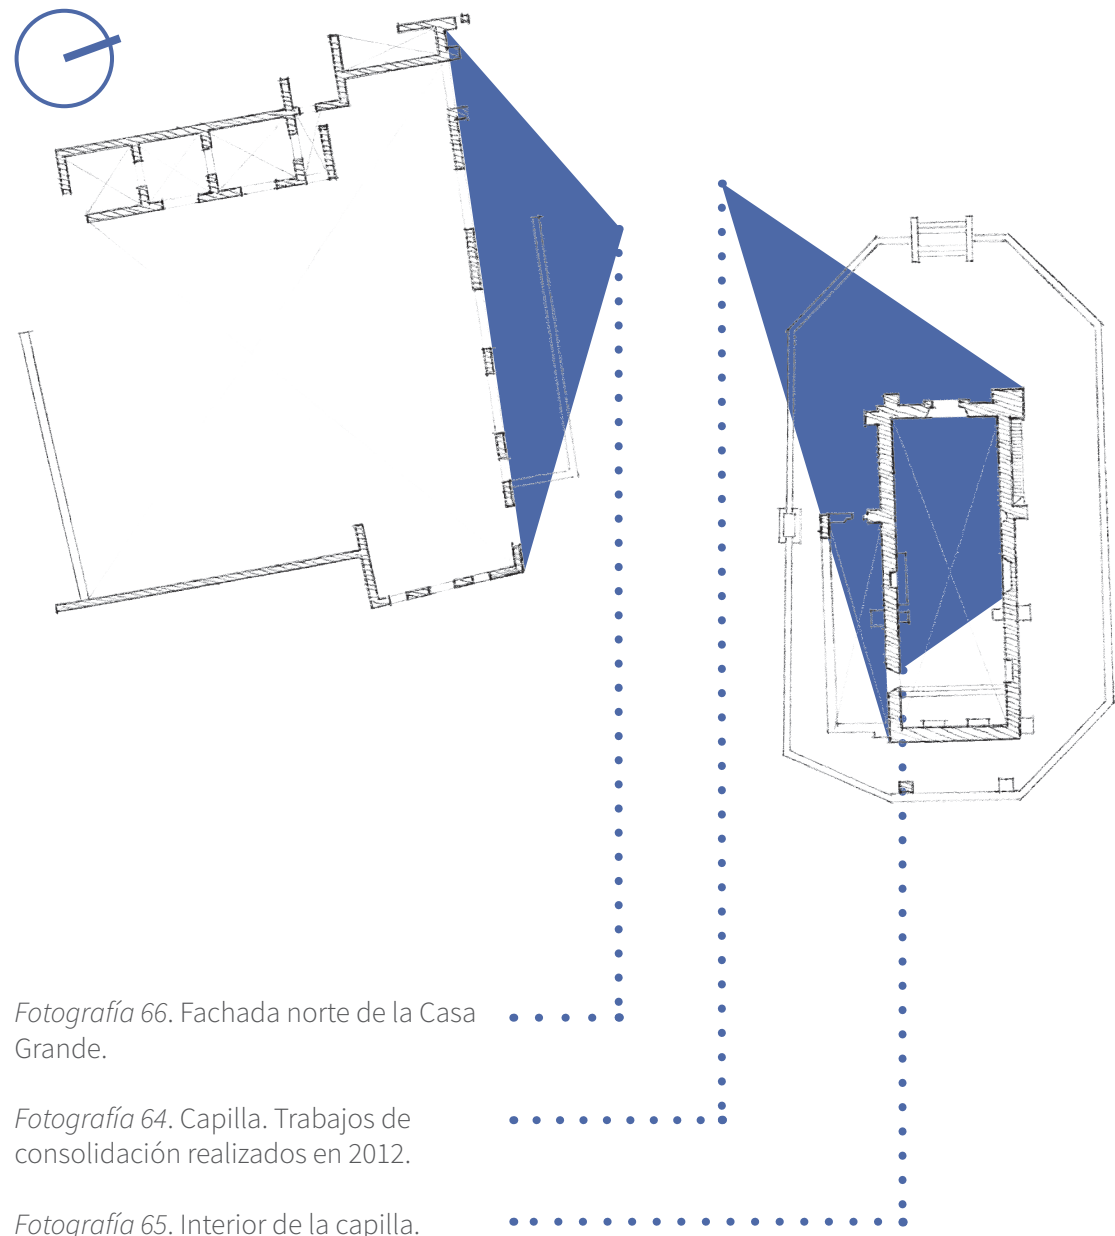 Fotografía 66. Fachada norte de la Casa
Grande.
Fotografía 64. Capilla. Trabajos de
consolidación realizados en 2012.
Fotografía 65. Interior de la capilla.